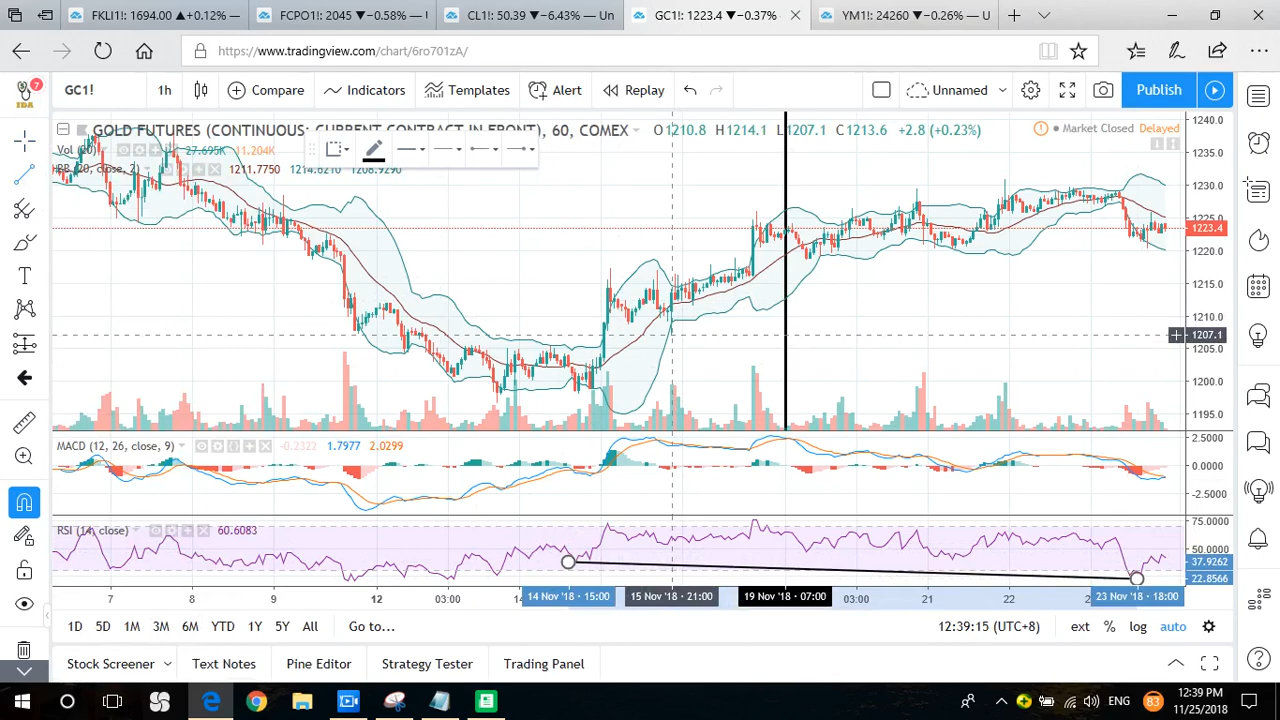 FKLI1!: 1694.00 ▲+0.12%
FCPO1!: 2045 ▼-0.58%
CL1!: 50.39 ▼-6.43% — Un
GC1!: 1223.4 ▼-0.37%
YM1!: 24260 ▼-0.26% — U
https://www.tradingview.com/chart/6ro701zA/
7
IDA
GC1!
1h
Compare
Indicators
Templates
Alert
Replay
Unnamed
Publish
GOLD FUTURES (CONTINUOUS: CURRENT CONTRACT IN FRONT), 60, COMEX
O1210.8 H1214.1 L1207.1 C1213.6 +2.8 (+0.23%)
Market Closed
Delayed
Vol (20) 27.695K 11.204K
BB (20, close, 2) 1211.7750 1214.6210 1208.9290
1240.0
1235.0
1230.0
1225.0
1223.4
1220.0
1215.0
1210.0
1207.1
1205.0
1200.0
1195.0
MACD (12, 26, close, 9) -0.2322 1.7977 2.0299
2.5000
0.0000
-2.5000
RSI (14, close) 60.6083
75.0000
50.0000
37.9262
22.8566
7 8 9 12 03:00 14 Nov '18 - 15:00 15 Nov '18 - 21:00 19 Nov '18 - 07:00 03:00 21 22 23 Nov '18 - 18:00
1D 5D 1M 3M 6M YTD 1Y 5Y All Go to...
12:39:15 (UTC+8) ext % log auto
Stock Screener Text Notes Pine Editor Strategy Tester Trading Panel
ENG
83
12:39 PM
11/25/2018